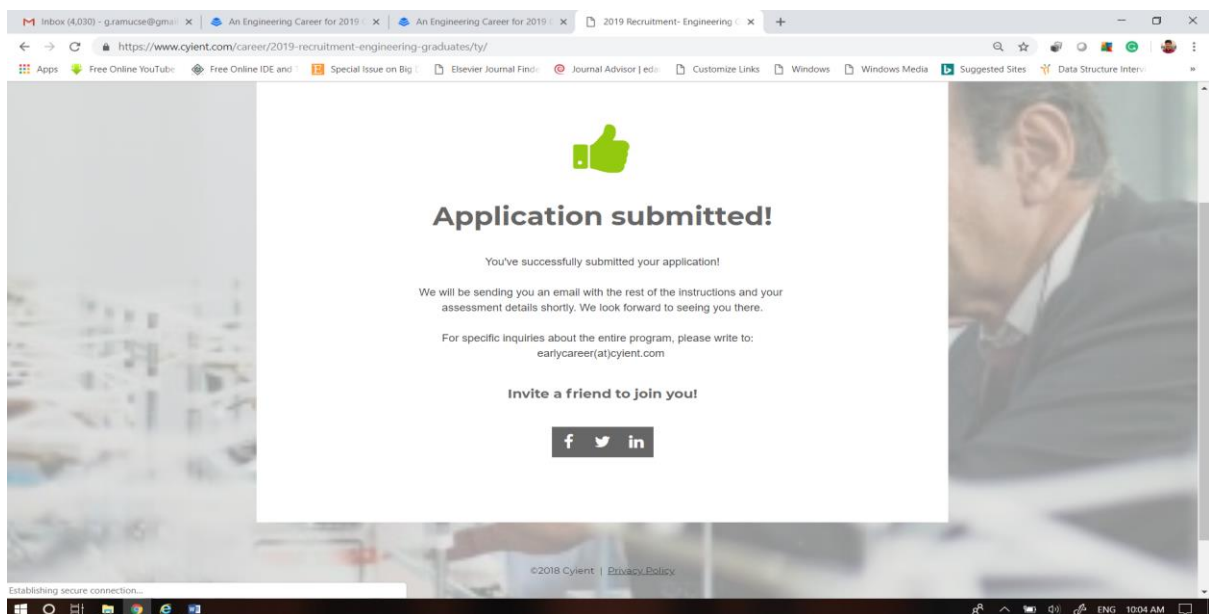 Inbox (4,030) - g.ramucse@gmail
An Engineering Career for 2019
An Engineering Career for 2019
2019 Recruitment- Engineering
https://www.cyient.com/career/2019-recruitment-engineering-graduates/ty/
Apps
Free Online YouTube
Free Online IDE and
Special Issue on Big
Elsevier Journal Finde
Journal Advisor | eda
Customize Links
Windows
Windows Media
Suggested Sites
Data Structure Interv
Application submitted!
You've successfully submitted your application!
We will be sending you an email with the rest of the instructions and your
assessment details shortly. We look forward to seeing you there.
For specific inquiries about the entire program, please write to:
earlycareer(at)cyient.com
Invite a friend to join you!
f in
©2018 Cyient | Privacy Policy
Establishing secure connection...
ENG 10:04 AM